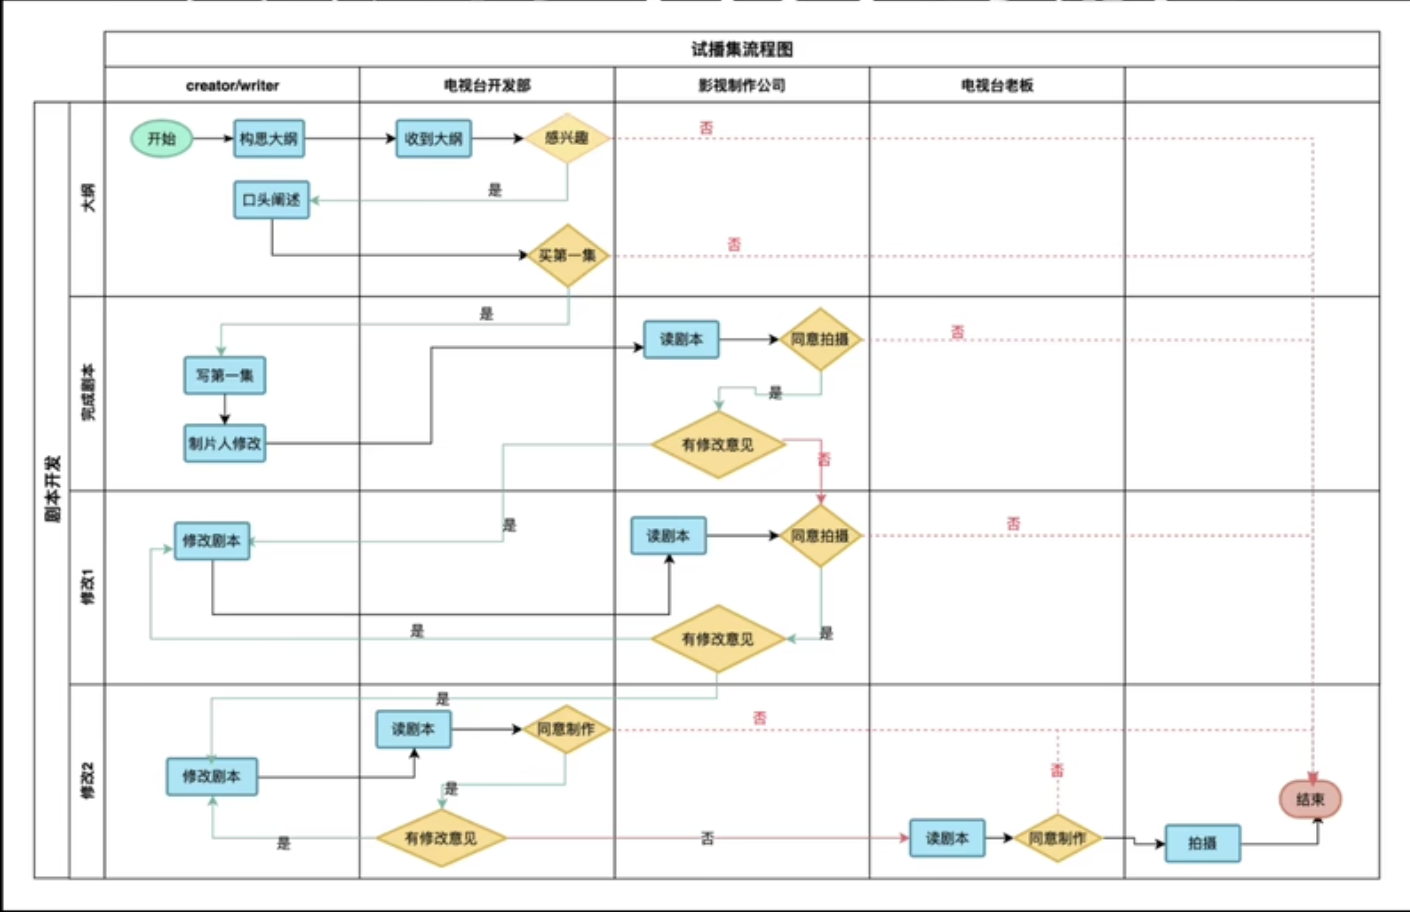 试播集流程图
creator/writer
电视台开发部
影视制作公司
电视台老板
剧本开发
大纲
开始
构思大纲
收到大纲
感兴趣
否
是
口头阐述
买第一集
否
完成剧本
是
写第一集
制片人修改
读剧本
同意拍摄
否
是
有修改意见
否
是
修改1
修改剧本
读剧本
同意拍摄
否
是
有修改意见
是
修改2
是
修改剧本
读剧本
同意制作
否
是
有修改意见
是
否
读剧本
同意制作
否
拍摄
结束